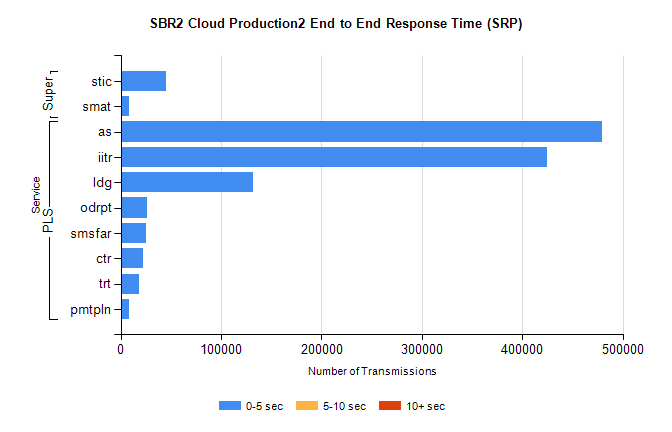 SBR2 Cloud Production2 End to End Response Time (SRP)
Service
Super
PLS
stic
smat
as
iitr
ldg
odrpt
smsfar
ctr
trt
pmtpln
0 100000 200000 300000 400000 500000
Number of Transmissions
0-5 sec 5-10 sec 10+ sec